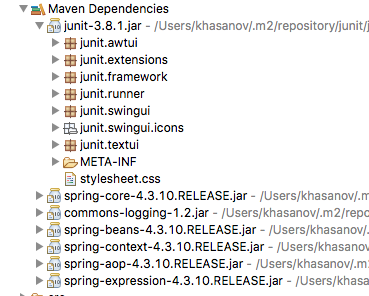 Maven Dependencies
junit-3.8.1.jar - /Users/khasanov/.m2/repository/junit/j
junit.awtui
junit.extensions
junit.framework
junit.runner
junit.swingui
junit.swingui.icons
junit.textui
META-INF
stylesheet.css
spring-core-4.3.10.RELEASE.jar - /Users/khasanov/.
commons-logging-1.2.jar - /Users/khasanov/.m2/repo
spring-beans-4.3.10.RELEASE.jar - /Users/khasanov/
spring-context-4.3.10.RELEASE.jar - /Users/khasano
spring-aop-4.3.10.RELEASE.jar - /Users/khasanov/.m
spring-expression-4.3.10.RELEASE.jar - /Users/khas